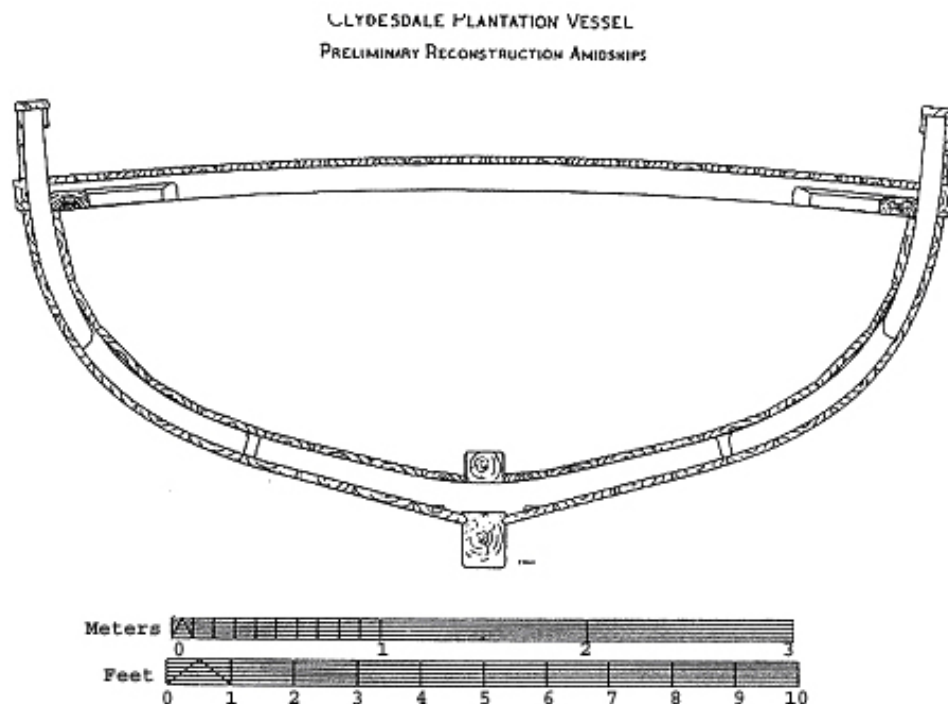 CLYDESDALE PLANTATION VESSEL
PRELIMINARY RECONSTRUCTION AMIDSHIPS
Meters
0 1 2 3
Feet
0 1 2 3 4 5 6 7 8 9 10